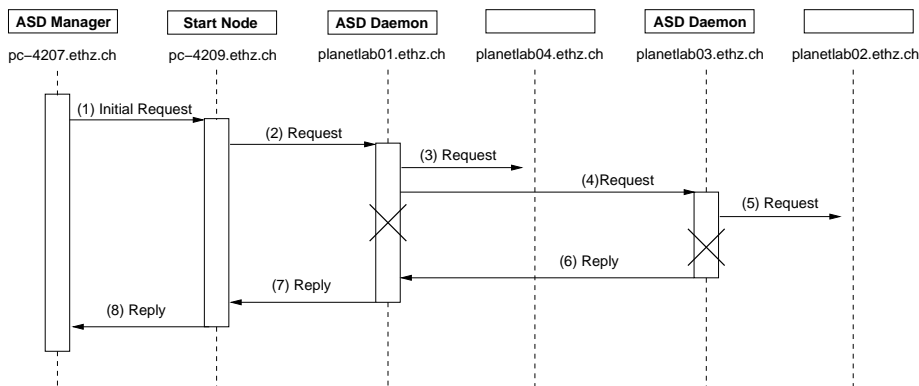 ASD Manager
Start Node
ASD Daemon
ASD Daemon
pc–4207.ethz.ch
pc–4209.ethz.ch
planetlab01.ethz.ch
planetlab04.ethz.ch
planetlab03.ethz.ch
planetlab02.ethz.ch
(1) Initial Request
(2) Request
(3) Request
(4)Request
(5) Request
(6) Reply
(7) Reply
(8) Reply